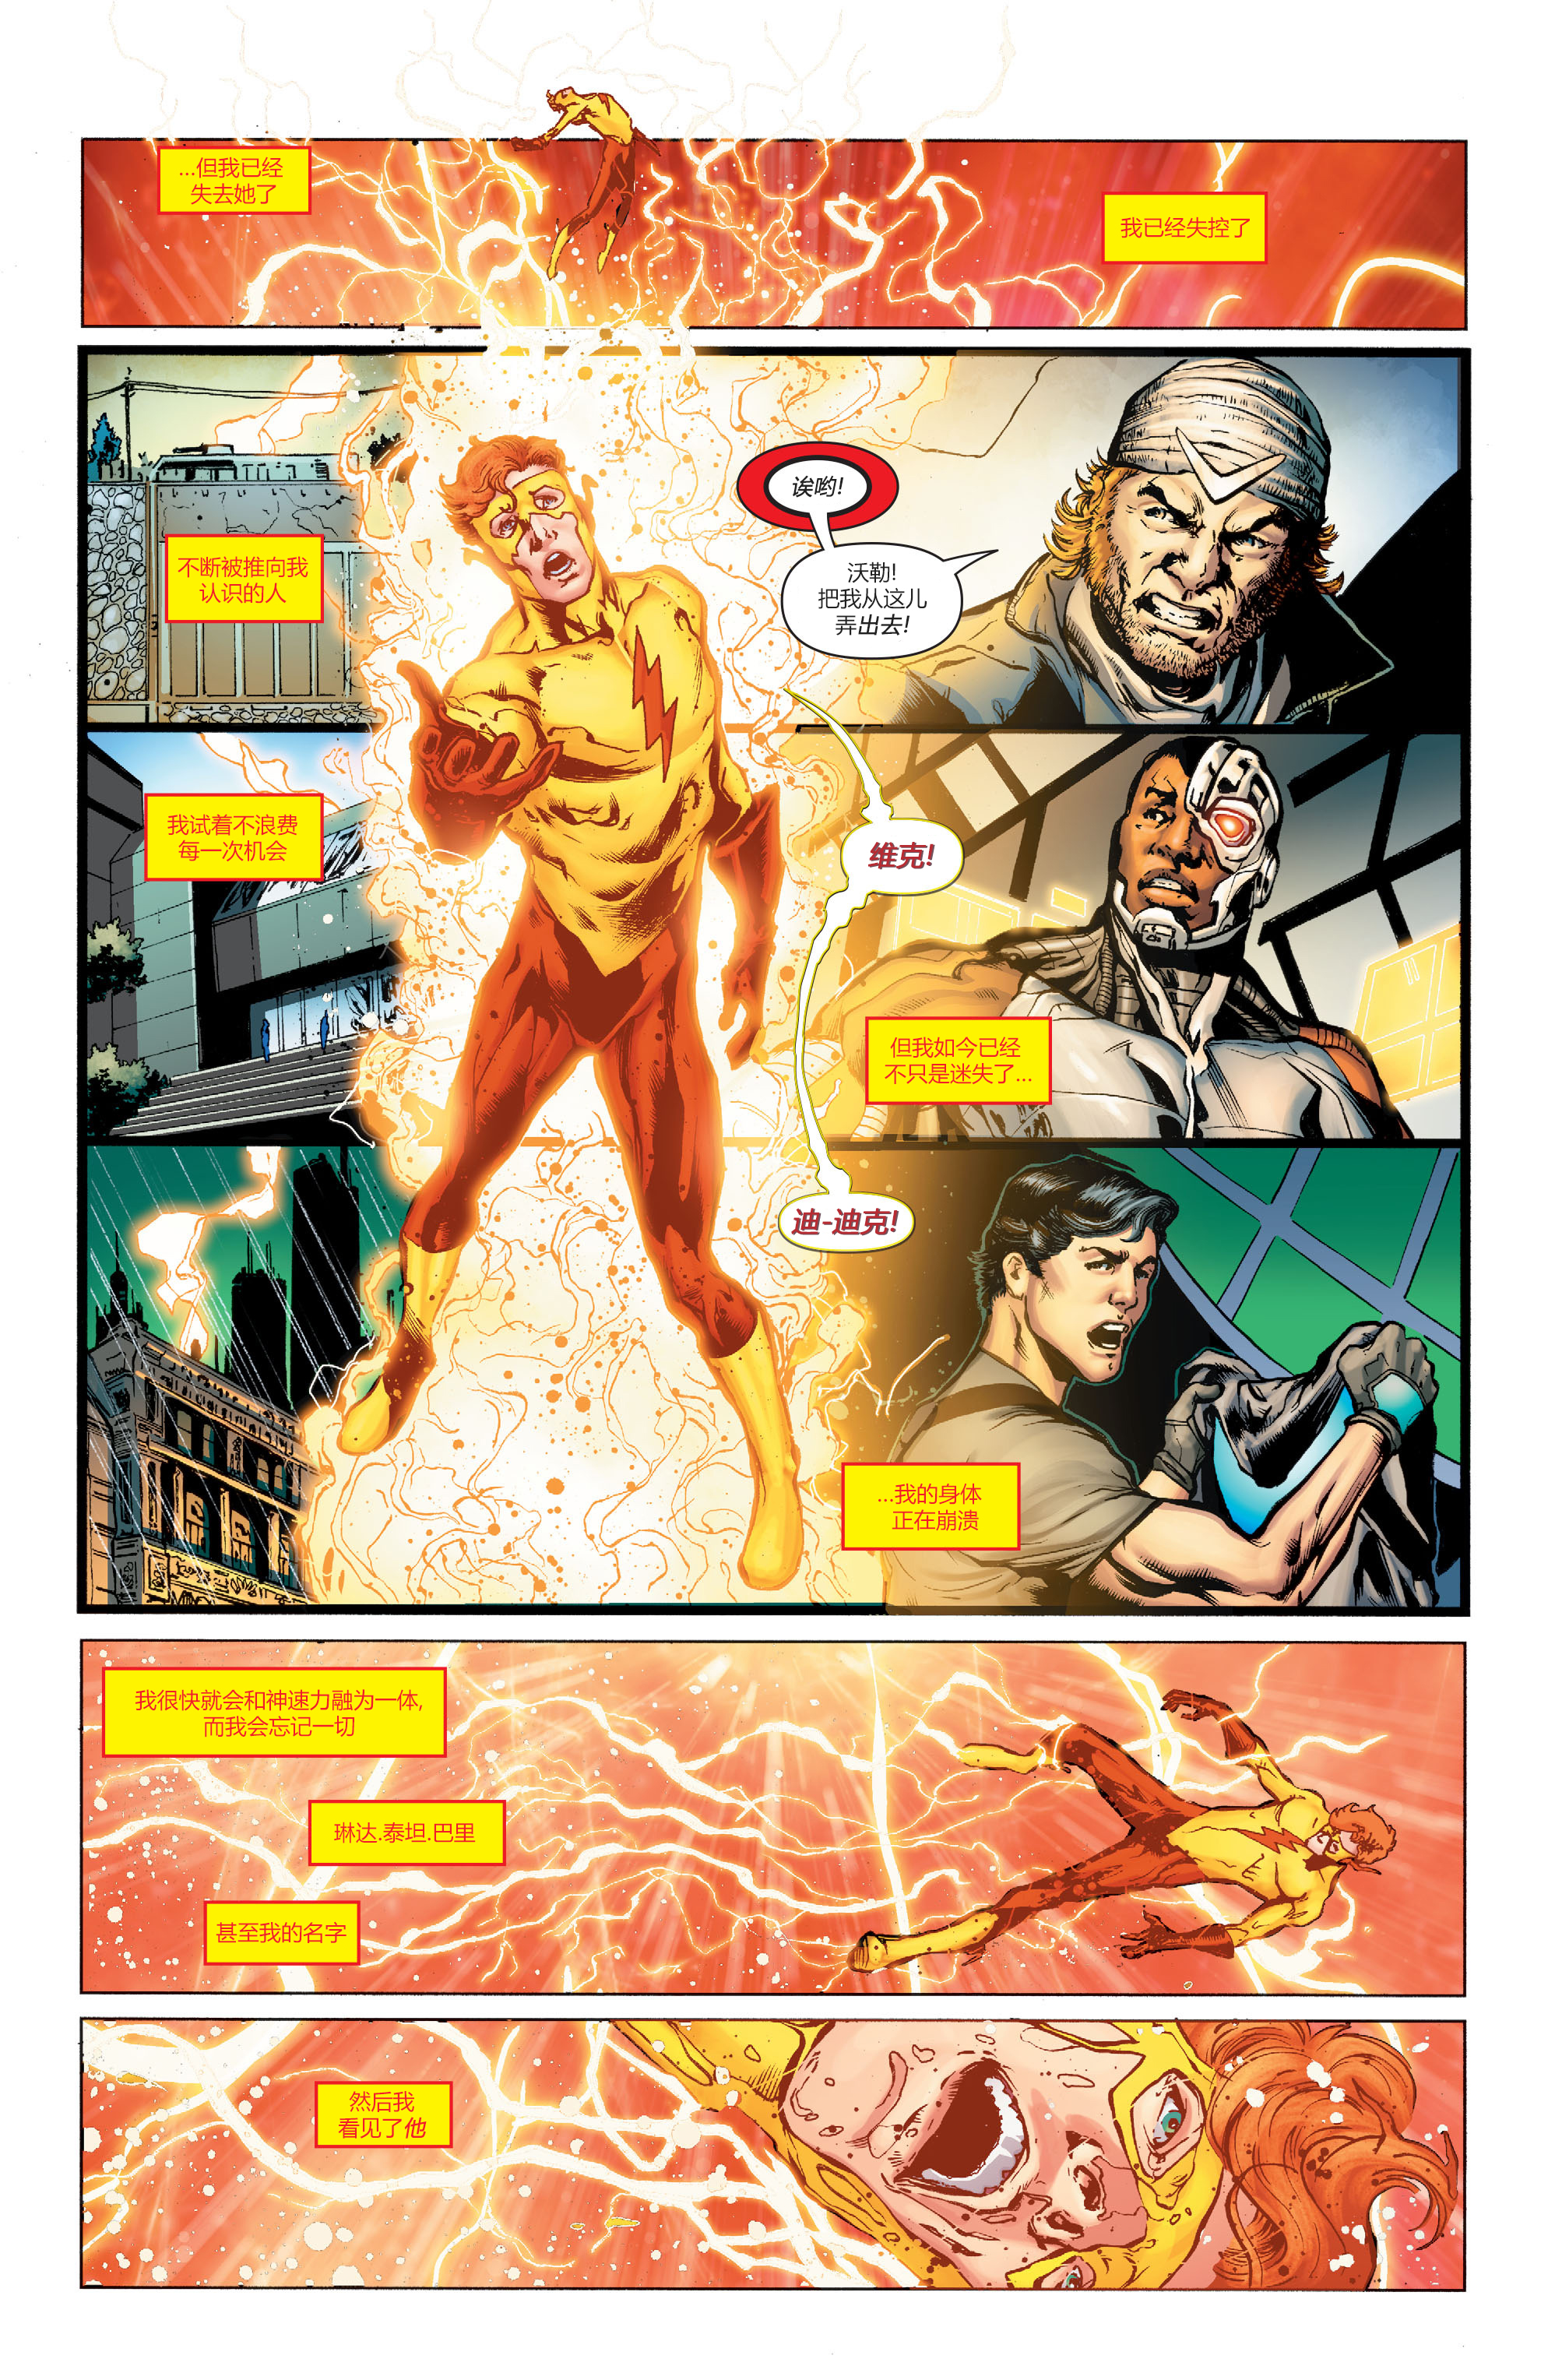 ...但我已经
失去她了
我已经失控了
不断被推向我
认识的人
诶哟!
沃勒!
把我从这儿
弄出去!
我试着不浪费
每一次机会
维克!
但我如今已经
不只是迷失了...
迪-迪克!
...我的身体
正在崩溃
我很快就会和神速力融为一体,
而我会忘记一切
琳达.泰坦.巴里
甚至我的名字
然后我
看见了他